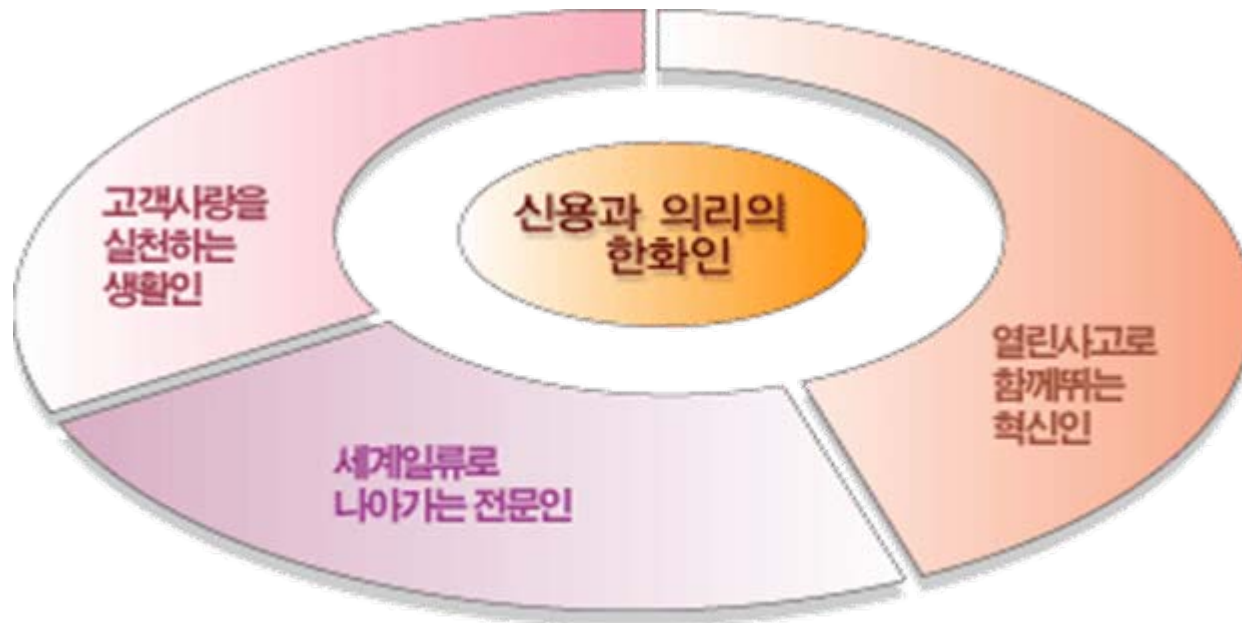 고객사랑을
실천하는
생활인
신용과 의리의
한화인
열린사고로
함께뛰는
혁신인
세계일류로
나아가는 전문인